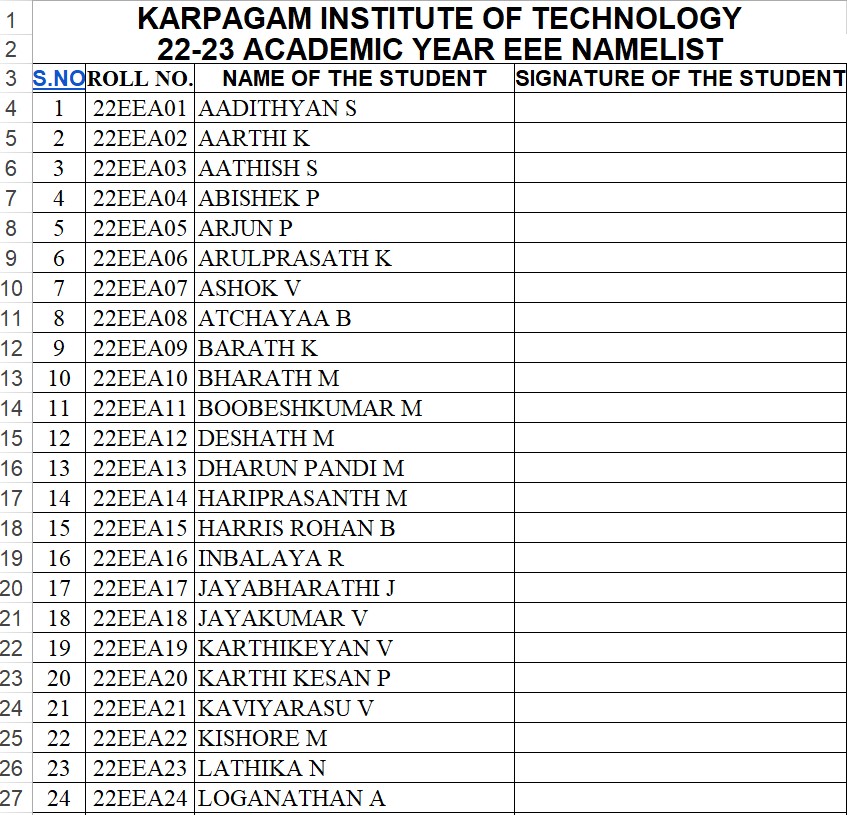 1 KARPAGAM INSTITUTE OF TECHNOLOGY
2 22-23 ACADEMIC YEAR EEE NAMELIST
3 S.NO ROLL NO. NAME OF THE STUDENT SIGNATURE OF THE STUDENT
4 1 22EEA01 AADITHYAN S
5 2 22EEA02 AARTHI K
6 3 22EEA03 AATHISH S
7 4 22EEA04 ABISHEK P
8 5 22EEA05 ARJUN P
9 6 22EEA06 ARULPRASATH K
10 7 22EEA07 ASHOK V
11 8 22EEA08 ATCHAYAA B
12 9 22EEA09 BARATH K
13 10 22EEA10 BHARATH M
14 11 22EEA11 BOOBESHKUMAR M
15 12 22EEA12 DESHATH M
16 13 22EEA13 DHARUN PANDI M
17 14 22EEA14 HARIPRASANTH M
18 15 22EEA15 HARRIS ROHAN B
19 16 22EEA16 INBALAYA R
20 17 22EEA17 JAYABHARATHI J
21 18 22EEA18 JAYAKUMAR V
22 19 22EEA19 KARTHIKEYAN V
23 20 22EEA20 KARTHI KESAN P
24 21 22EEA21 KAVIYARASU V
25 22 22EEA22 KISHORE M
26 23 22EEA23 LATHIKA N
27 24 22EEA24 LOGANATHAN A